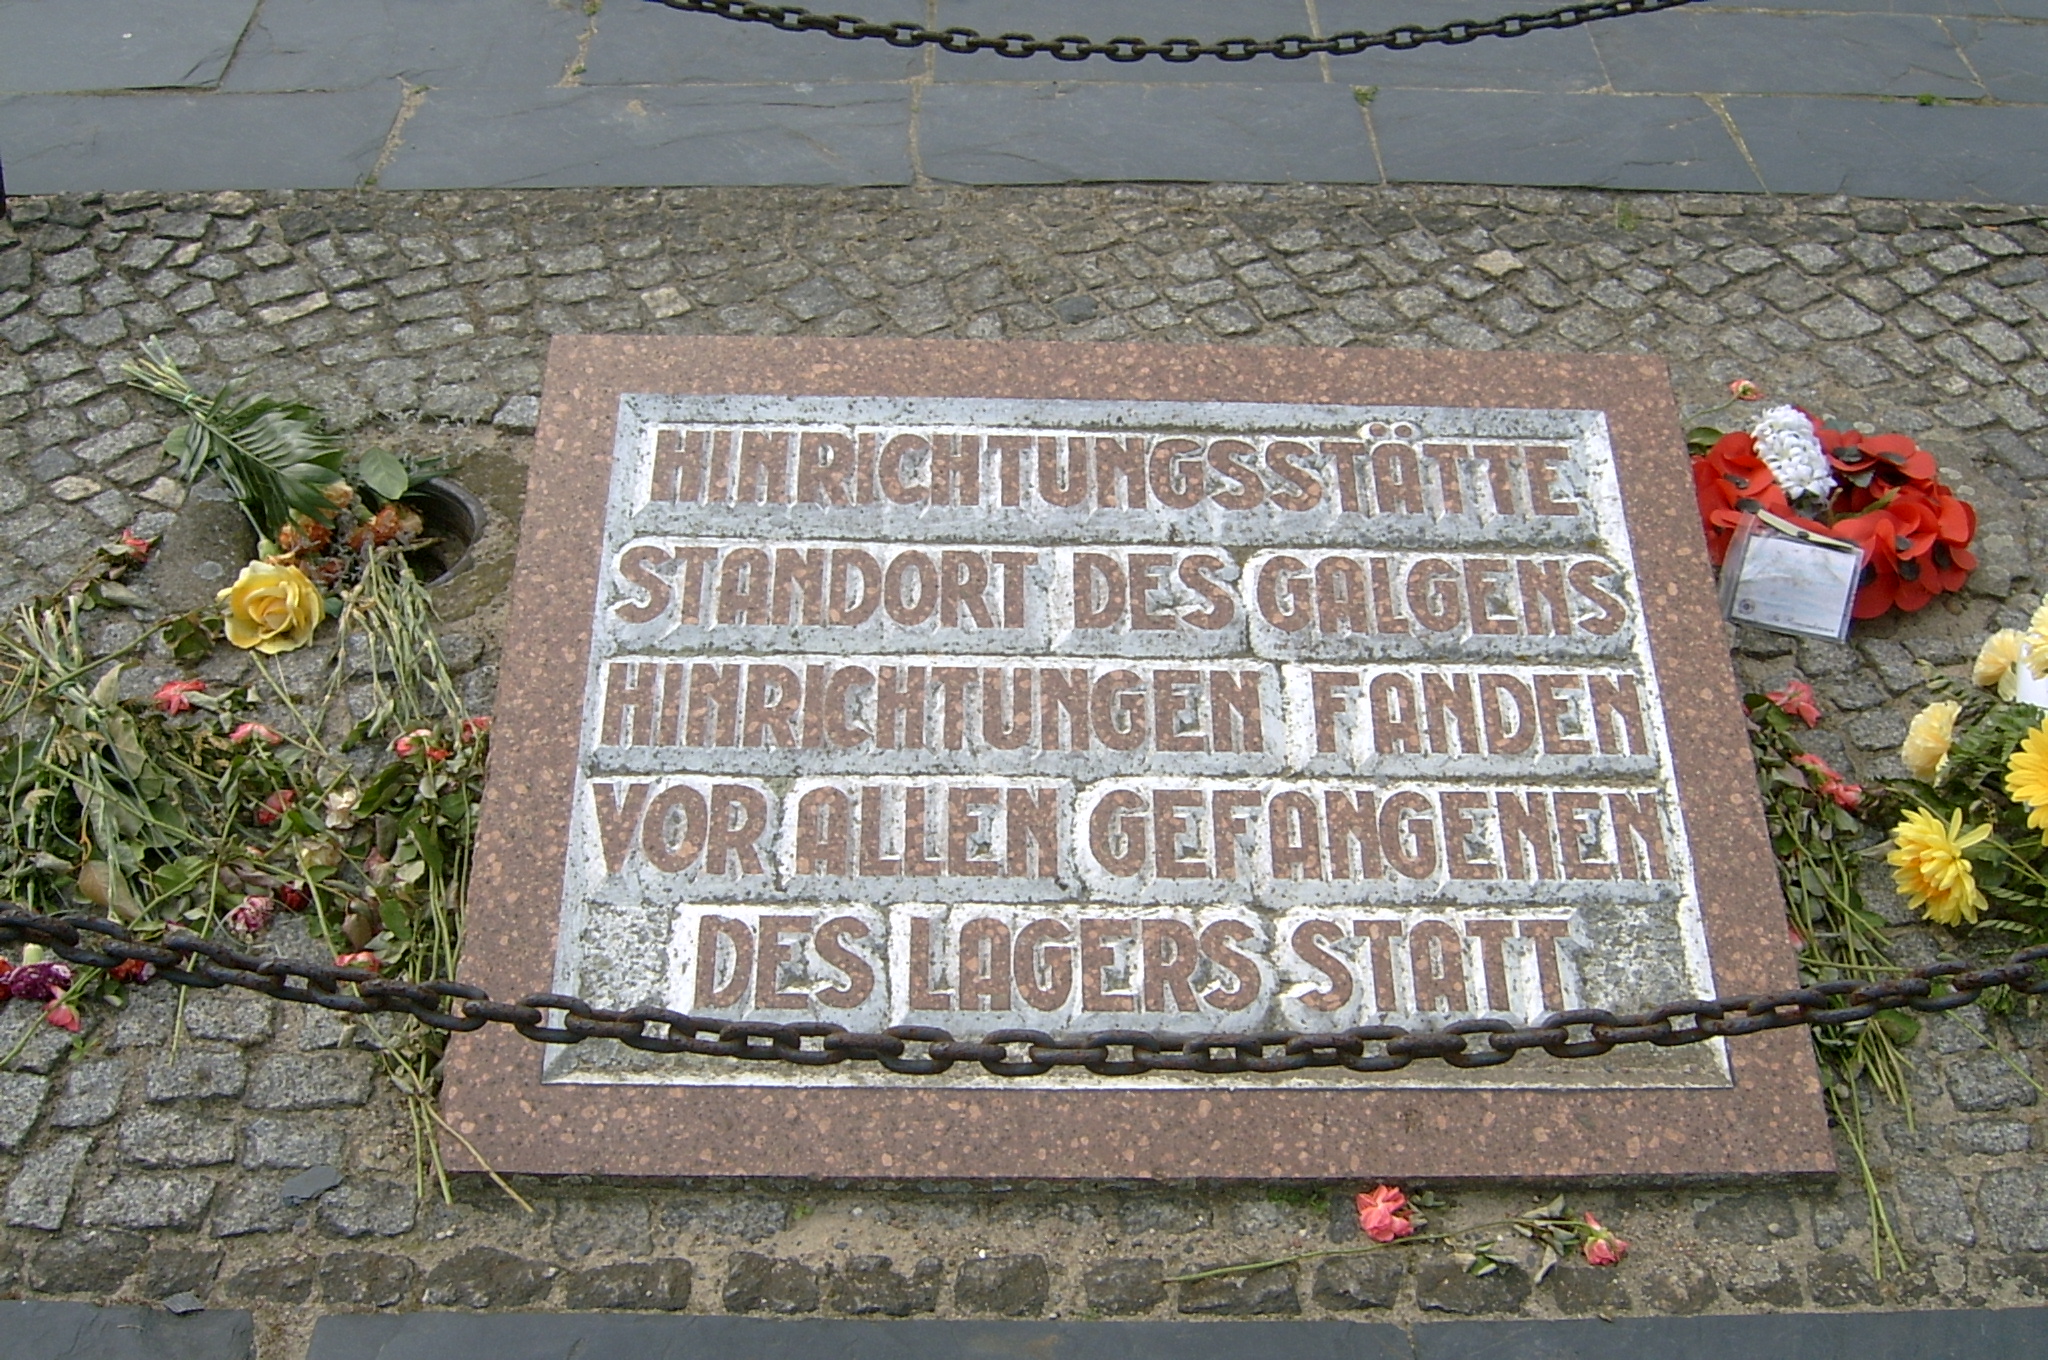 HINRICHTUNGSSTÄTTE
STANDORT DES GALGENS
HINRICHTUNGEN FANDEN
VOR ALLEN GEFANGENEN
DES LAGERS STATT